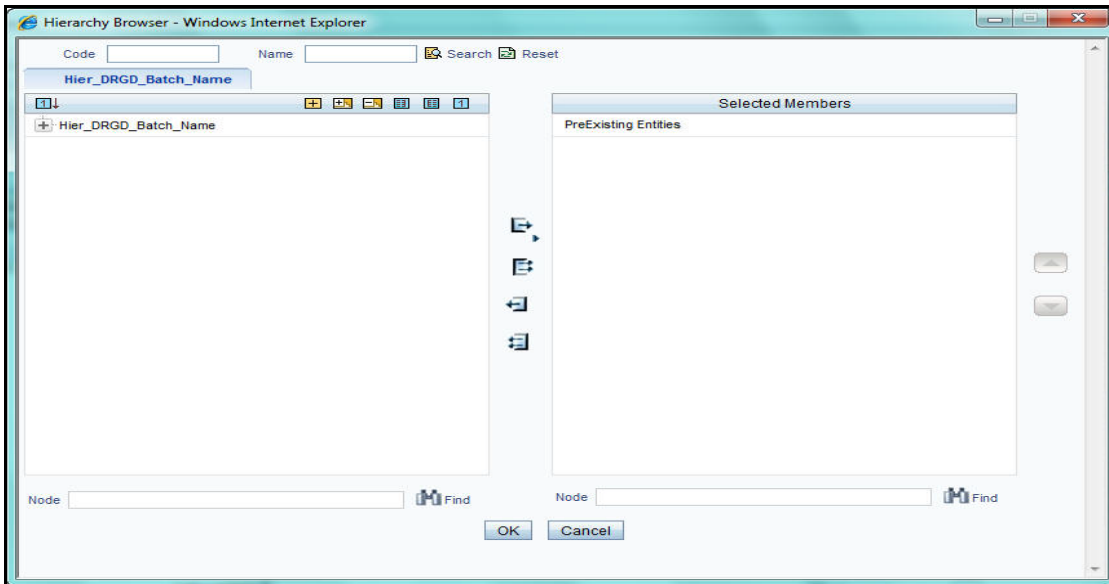 Hierarchy Browser - Windows Internet Explorer
Code Name Search Reset
Hier_DRGD_Batch_Name
Selected Members
Hier_DRGD_Batch_Name
PreExisting Entities
Node Find Node Find
OK Cancel